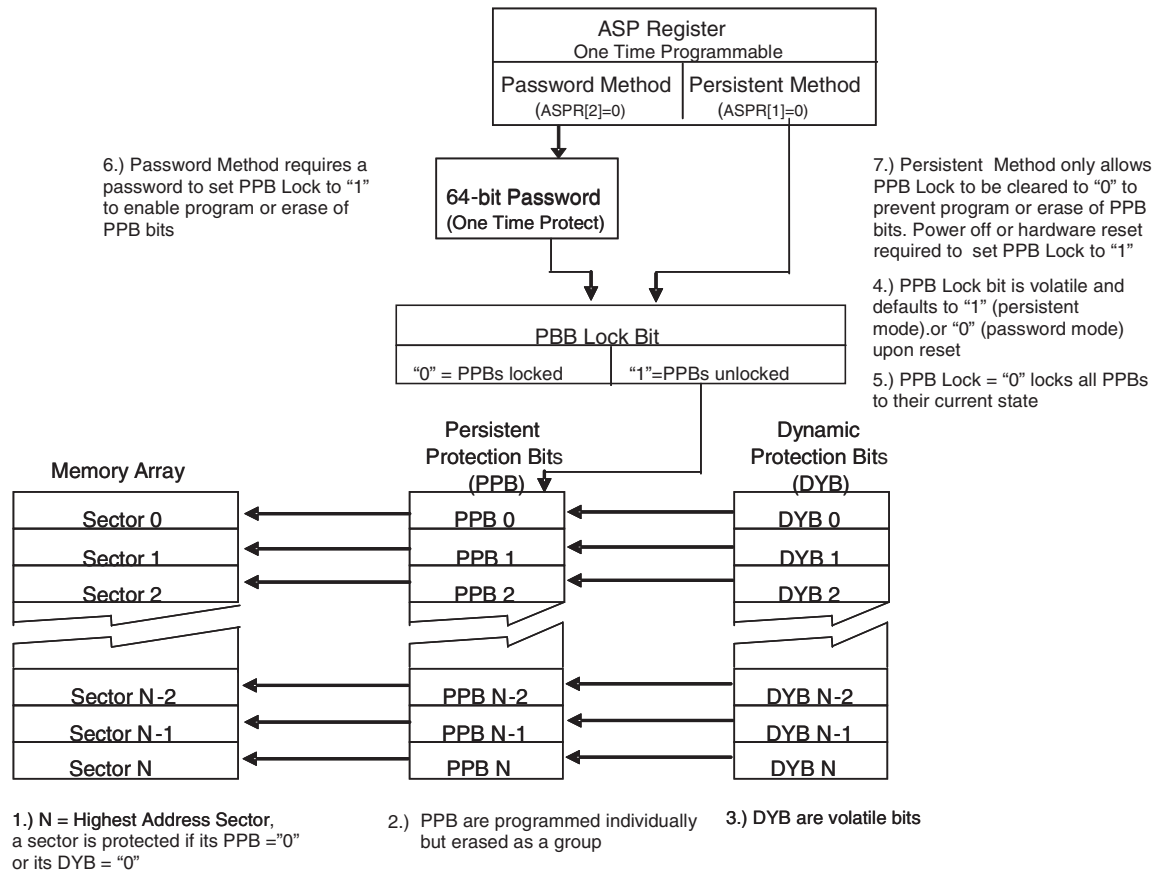 ASP Register
One Time Programmable
Password Method
(ASPR[2]=0)
Persistent Method
(ASPR[1]=0)
6.) Password Method requires a
password to set PPB Lock to “1”
to enable program or erase of
PPB bits
64-bit Password
(One Time Protect)
7.) Persistent Method only allows
PPB Lock to be cleared to “0” to
prevent program or erase of PPB
bits. Power off or hardware reset
required to set PPB Lock to “1”
4.) PPB Lock bit is volatile and
defaults to “1” (persistent
mode).or “0” (password mode)
upon reset
5.) PPB Lock = “0” locks all PPBs
to their current state
PBB Lock Bit
“0” = PPBs locked
“1”=PPBs unlocked
Memory Array
Persistent
Protection Bits
(PPB)
Dynamic
Protection Bits
(DYB)
Sector 0
PPB 0
DYB 0
Sector 1
PPB 1
DYB 1
Sector 2
PPB 2
DYB 2
Sector N-2
PPB N-2
DYB N-2
Sector N-1
PPB N-1
DYB N-1
Sector N
PPB N
DYB N
1.) N = Highest Address Sector,
a sector is protected if its PPB =”0”
or its DYB = “0”
2.) PPB are programmed individually
but erased as a group
3.) DYB are volatile bits